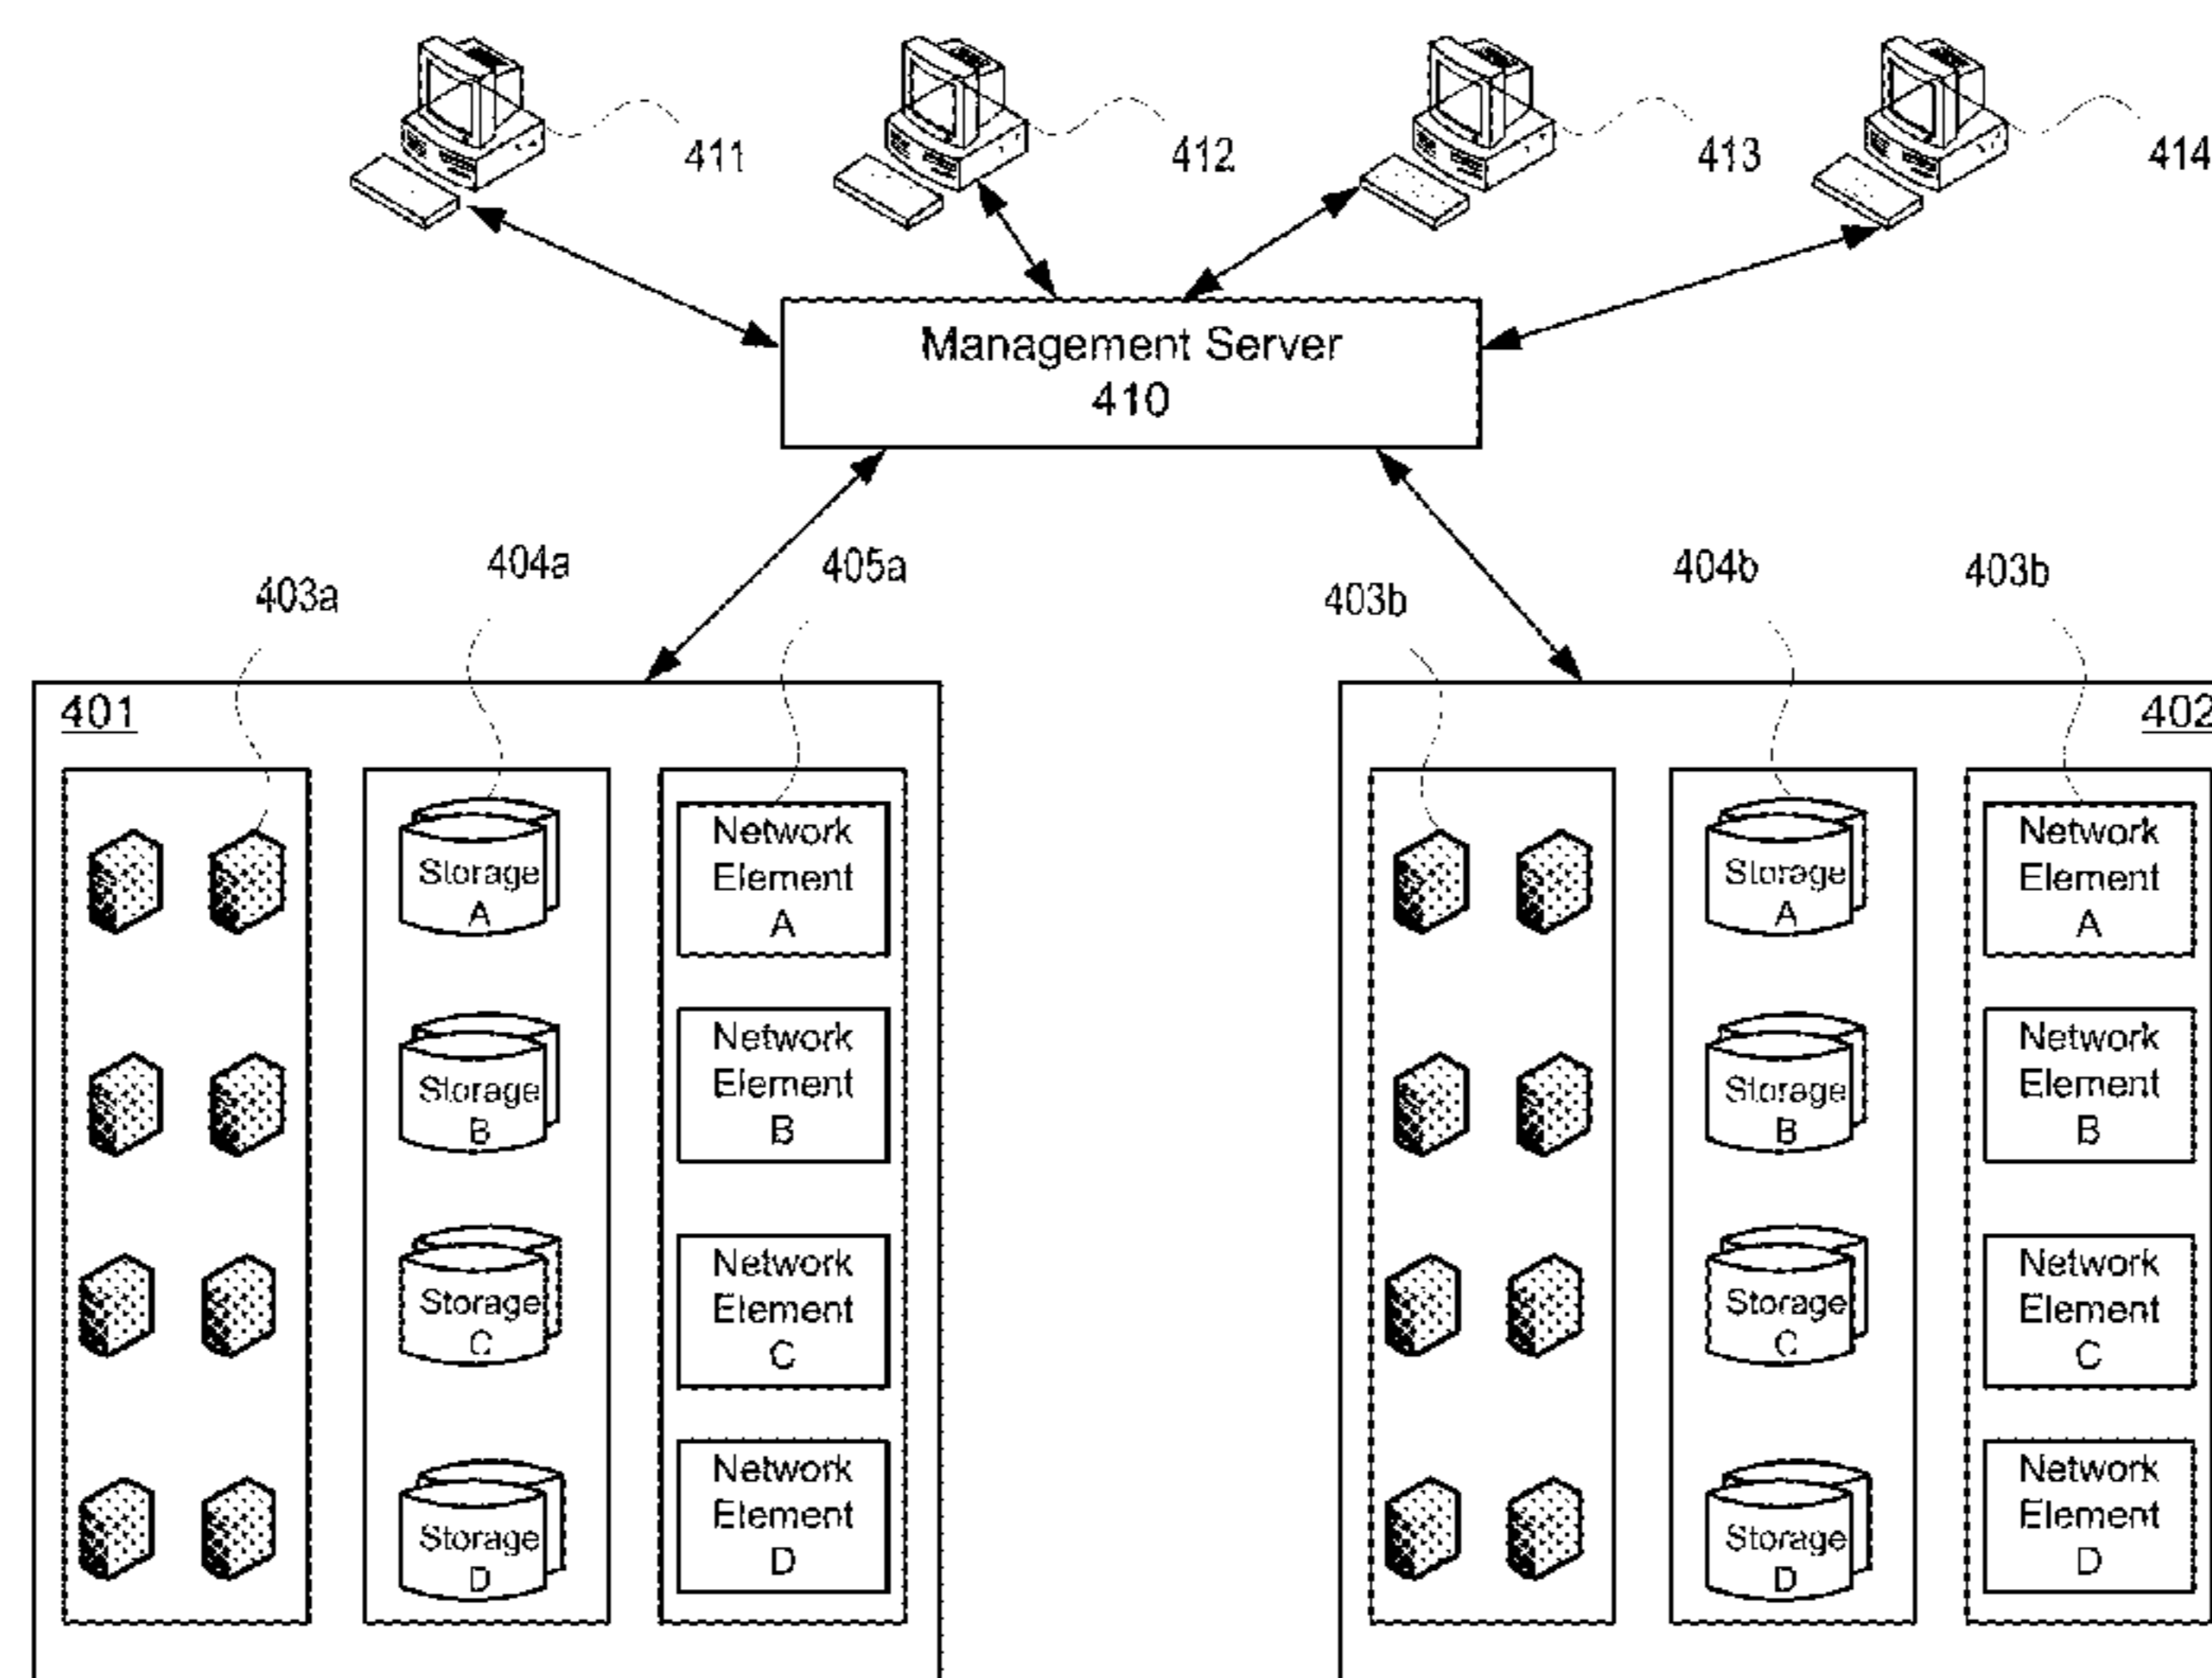 411
412
413
414
Management Server
410
403a
404a
405a
403b
404b
403b
401
402
Storage
A
Network
Element
A
Storage
A
Network
Element
A
Storage
B
Network
Element
B
Storage
B
Network
Element
B
Storage
C
Network
Element
C
Storage
C
Network
Element
C
Storage
D
Network
Element
D
Storage
D
Network
Element
D